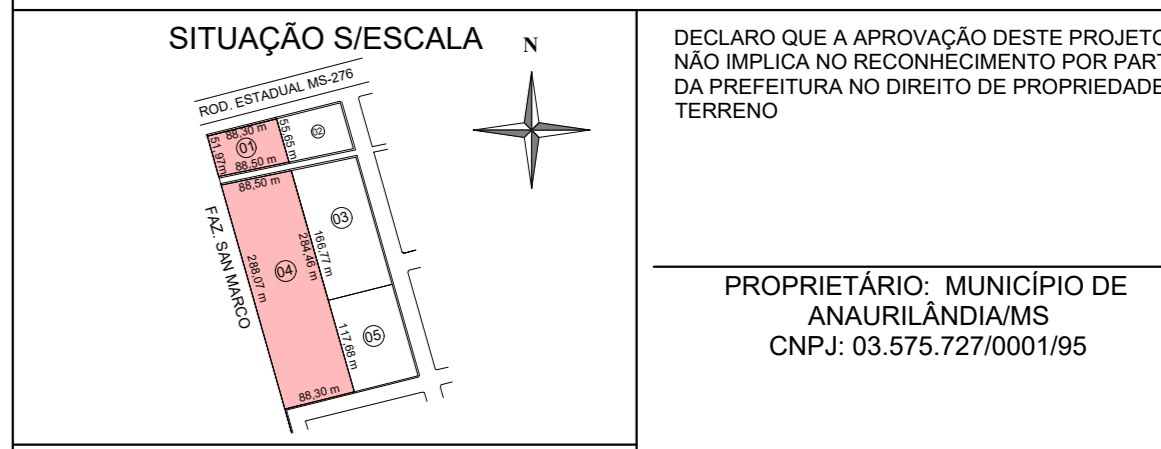 SITUAÇÃO S/ESCALA
N
ROD. ESTADUAL MS-276
88,30 m
51,97m
01
55,65 m
02
88,50 m
88,50 m
FAZ. SAN MARCO
03
166,77 m
284,46 m
04
288,07 m
117,68 m
05
88,30 m
DECLARO QUE A APROVAÇÃO DESTE PROJETO
NÃO IMPLICA NO RECONHECIMENTO POR PART
DA PREFEITURA NO DIREITO DE PROPRIEDADE
TERRENO
PROPRIETÁRIO: MUNICÍPIO DE
ANAURILÂNDIA/MS
CNPJ: 03.575.727/0001/95